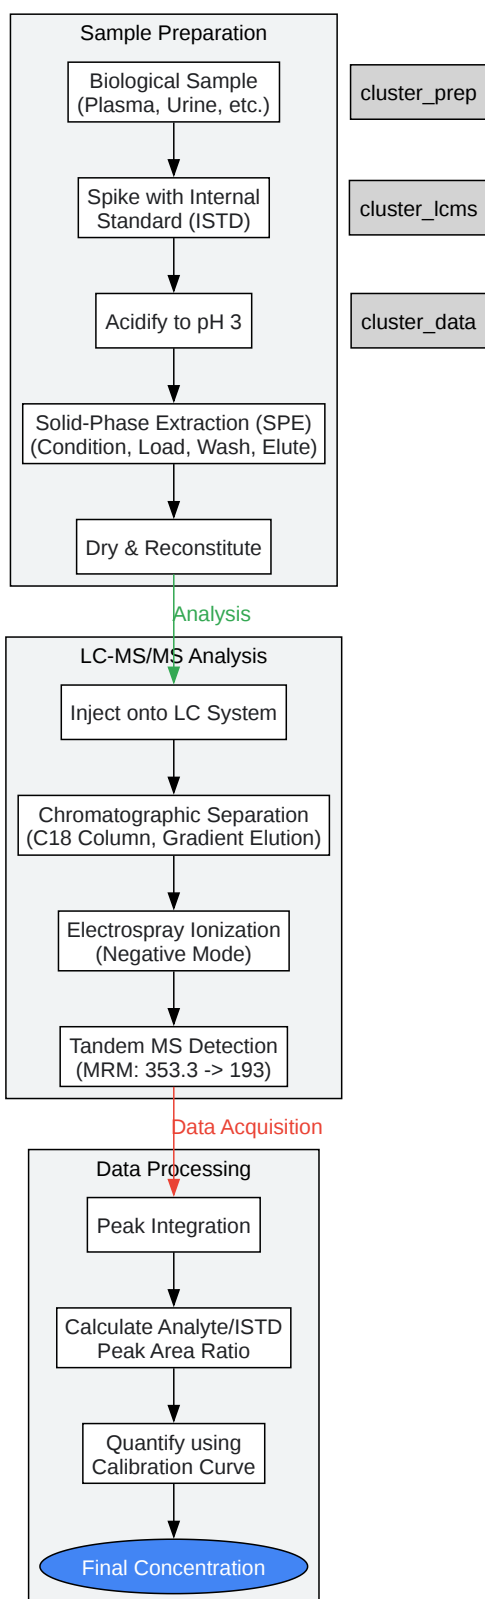 Sample Preparation
Biological Sample
(Plasma, Urine, etc.)
cluster_prep
Spike with Internal
Standard (ISTD)
cluster_lcms
Acidify to pH 3
cluster_data
Solid-Phase Extraction (SPE)
(Condition, Load, Wash, Elute)
Dry & Reconstitute
Analysis
LC-MS/MS Analysis
Inject onto LC System
Chromatographic Separation
(C18 Column, Gradient Elution)
Electrospray Ionization
(Negative Mode)
Tandem MS Detection
(MRM: 353.3 -> 193)
Data Acquisition
Data Processing
Peak Integration
Calculate Analyte/ISTD
Peak Area Ratio
Quantify using
Calibration Curve
Final Concentration